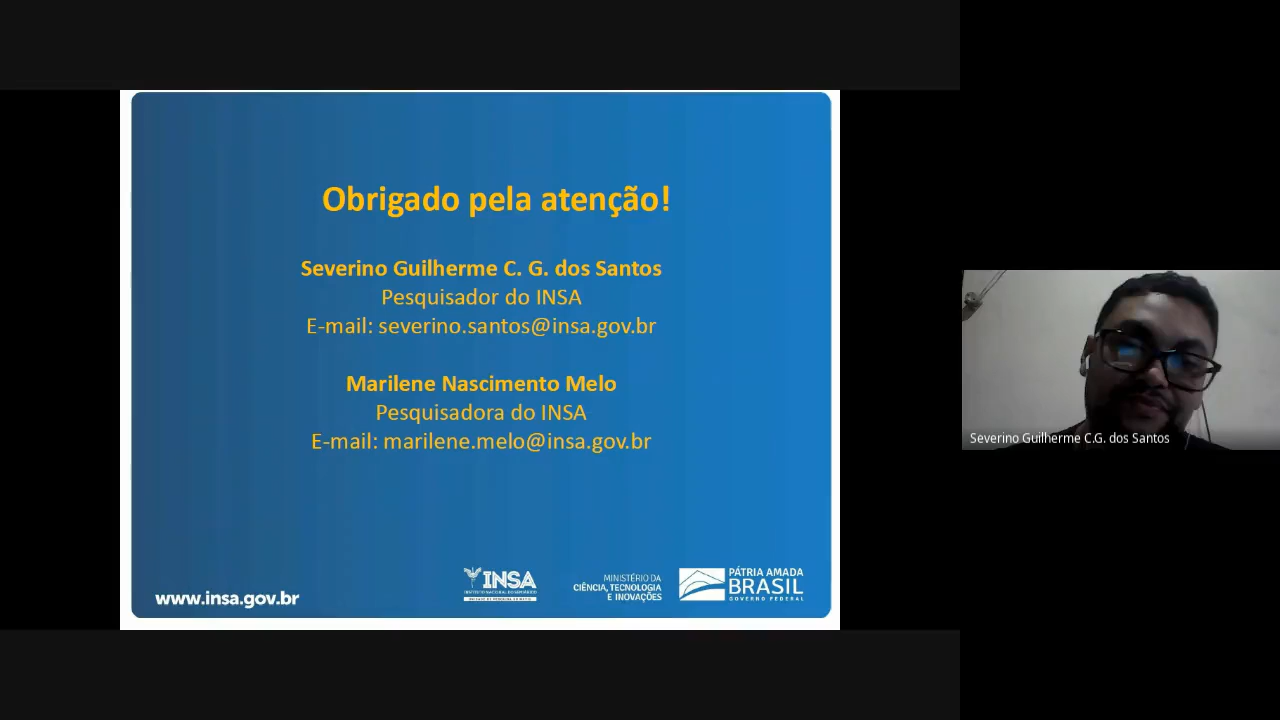 Obrigado pela atenção!
Severino Guilherme C. G. dos Santos
Pesquisador do INSA
E-mail: severino.santos@insa.gov.br
Marilene Nascimento Melo
Pesquisadora do INSA
E-mail: marilene.melo@insa.gov.br
www.insa.gov.br
INSA
MINISTÉRIO DA
CIÊNCIA, TECNOLOGIA
E INOVAÇÕES
PÁTRIA AMADA
BRASIL
GOVERNO FEDERAL
Severino Guilherme C.G. dos Santos